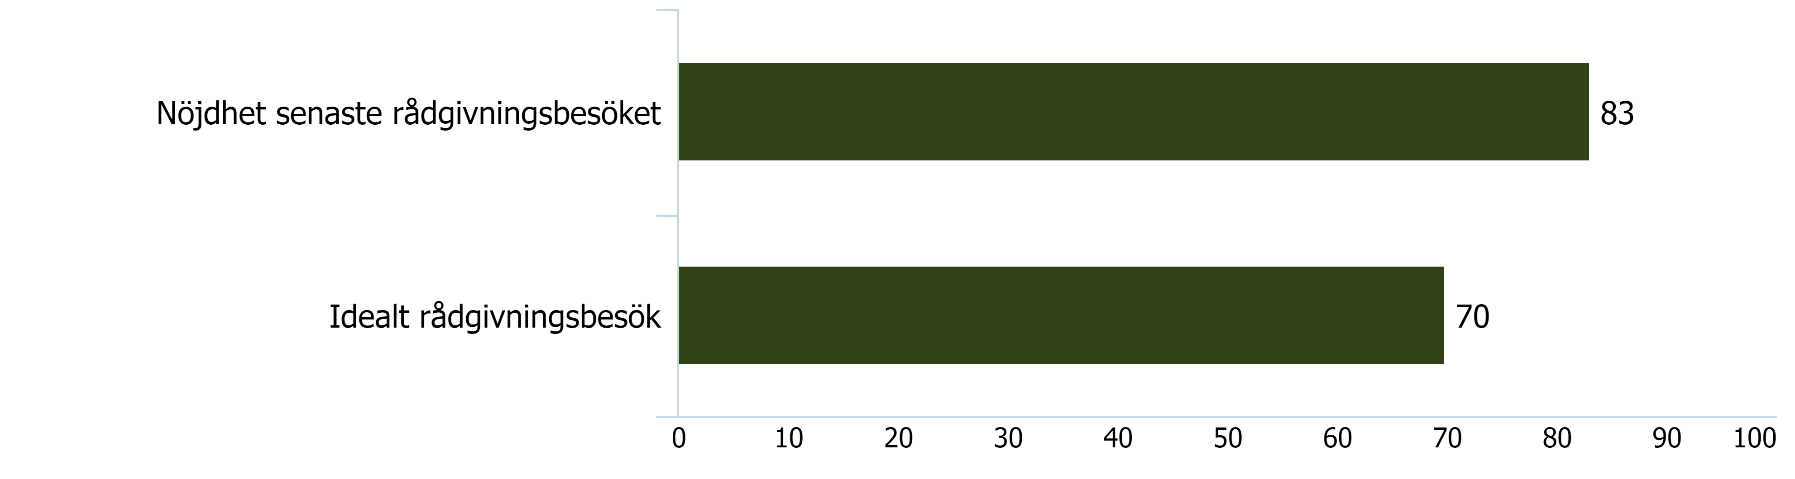 Nöjdhet senaste rådgivningsbesöket 83
Idealt rådgivningsbesök 70
0 10 20 30 40 50 60 70 80 90 100